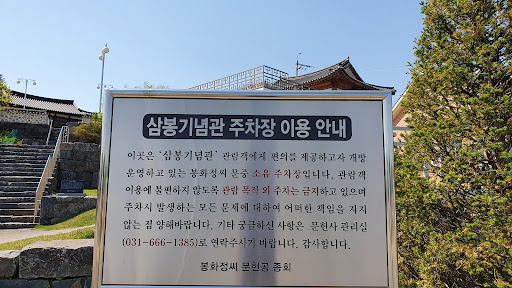 삼봉기념관 주차장 이용 안내
이곳은 '삼봉기념관' 관람객에게 편의를 제공하고자 개방
운영하고 있는 봉화정씨 문중 소유 주차장입니다. 관람객
이용에 불편하지 않도록 관람 목적 외 주차는 금지하고 있으며
주차시 발생하는 모든 문제에 대하여 어떠한 책임을 지지
않는 점 양해바랍니다. 기타 궁금하신 사항은 문헌사 관리실
(031-666-1385)로 연락주시기 바랍니다. 감사합니다.
봉화정씨 문헌공 종회